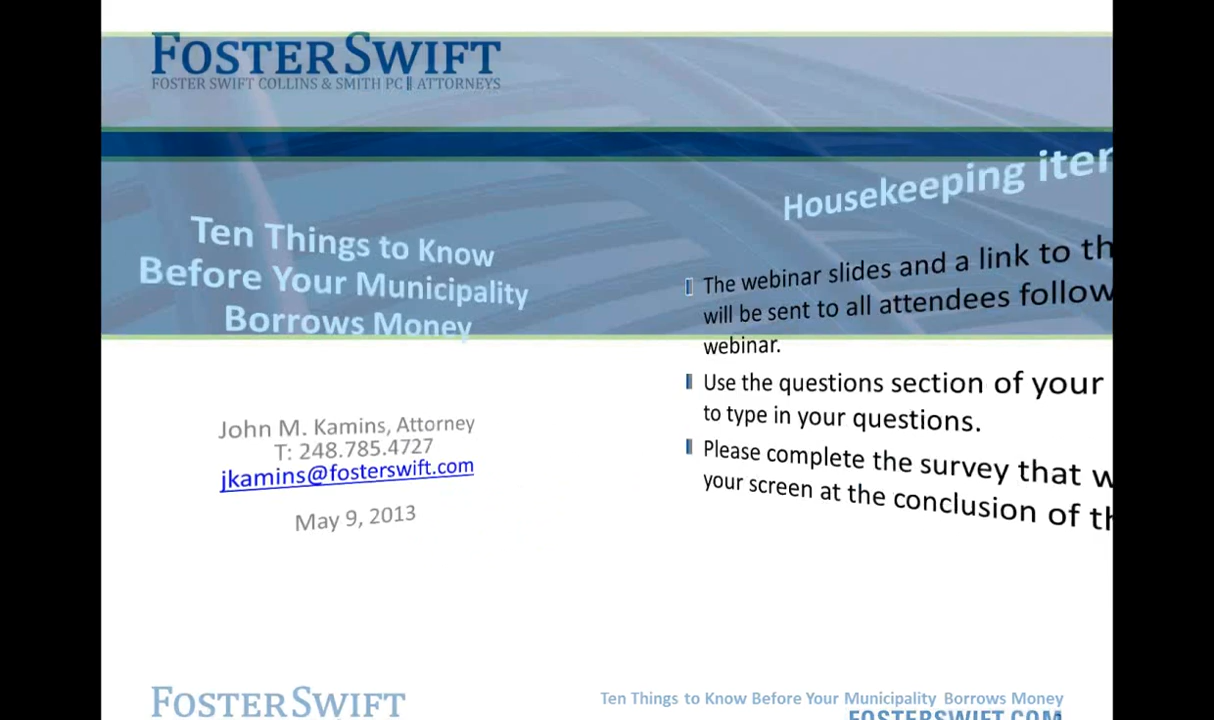 FOSTER SWIFT
FOSTER SWIFT COLLINS & SMITH PC || ATTORNEYS
Ten Things to Know
Before Your Municipality
Borrows Money
John M. Kamins, Attorney
T: 248.785.4727
jkamins@fosterswift.com
May 9, 2013
Housekeeping
The webinar slides and a link to
will be sent to all attendees
webinar.
Use the questions section of your
to type in your questions.
Please complete the survey that
your screen at the conclusion of
FOSTER SWIFT
Ten Things to Know Before Your Municipality Borrows Money
FOSTERSWIFT.COM